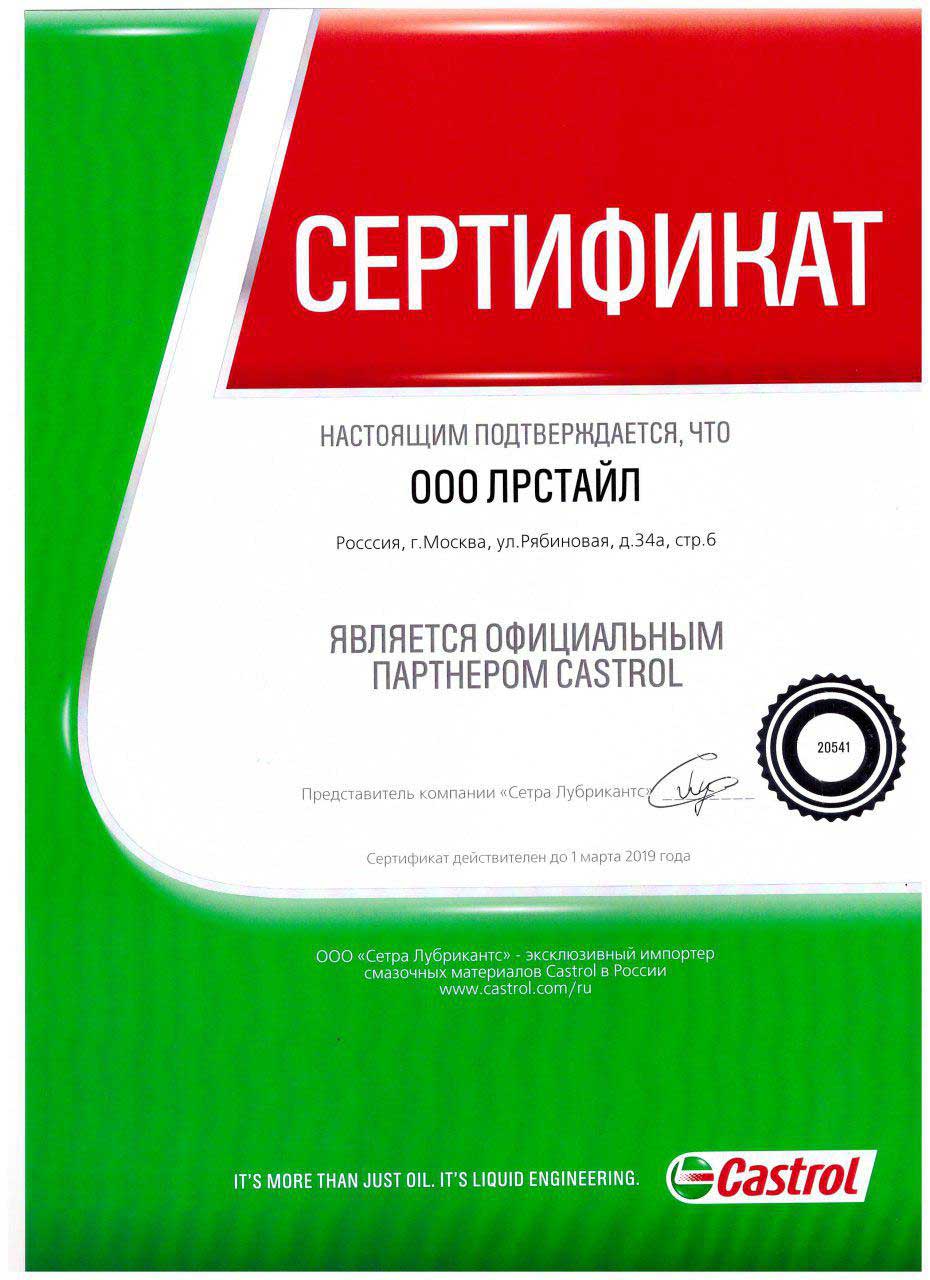 СЕРТИФИКАТ
НАСТОЯЩИМ ПОДТВЕРЖДАЕТСЯ, ЧТО
ООО ЛРСТАЙЛ
Росссия, г.Москва, ул.Рябиновая, д.34а, стр.6
ЯВЛЯЕТСЯ ОФИЦИАЛЬНЫМ
ПАРТНЕРОМ CASTROL
20541
Представитель компании «Сетра Лубрикантс»
Сертификат действителен до 1 марта 2019 года
ООО «Сетра Лубрикантс» - эксклюзивный импортер
смазочных материалов Castrol в России
www.castrol.com/ru
IT'S MORE THAN JUST OIL. IT'S LIQUID ENGINEERING.
Castrol